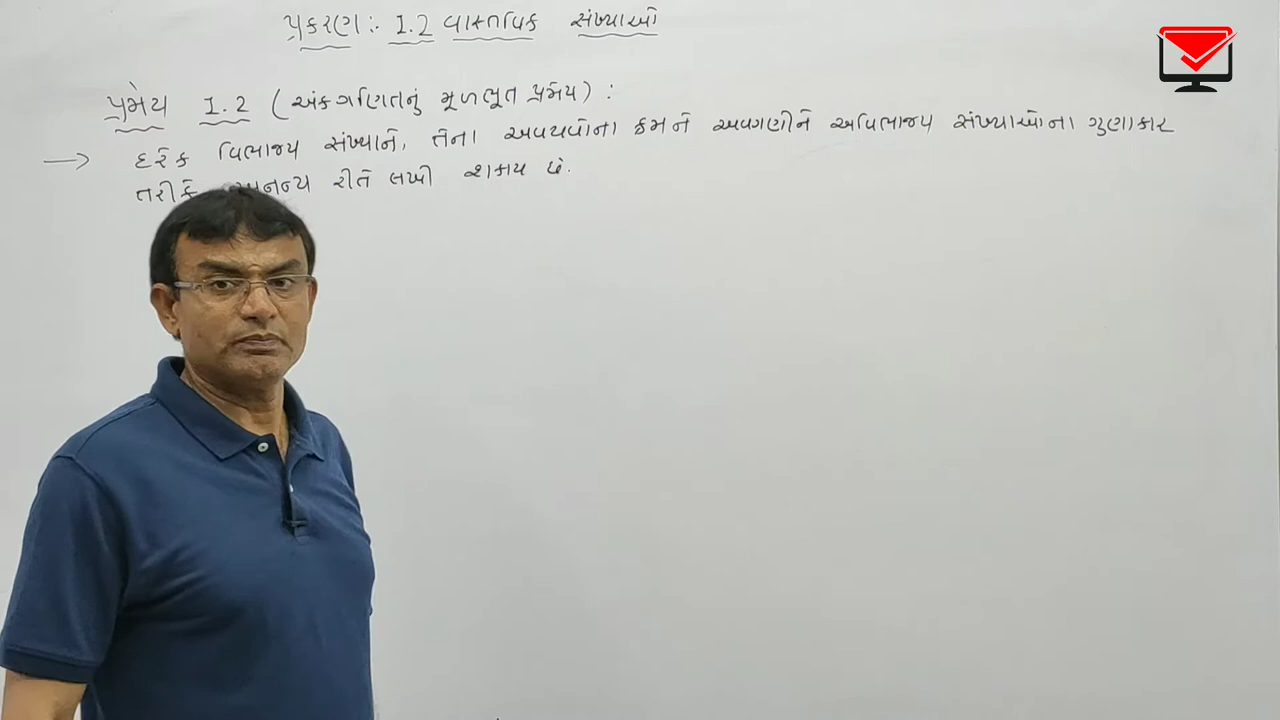 પ્રકરણ :- 1.2 વાસ્તવિક સંખ્યાઓ
પ્રમેય 1.2 (અંકગણિતનું મૂળભૂત પ્રમેય) :
→ દરેક વિભાજ્ય સંખ્યાને, તેના અવયવોના ક્રમને અવગણીને અવિભાજ્ય સંખ્યાઓના ગુણાકાર
તરીકે અનન્ય રીતે લખી શકાય છે.